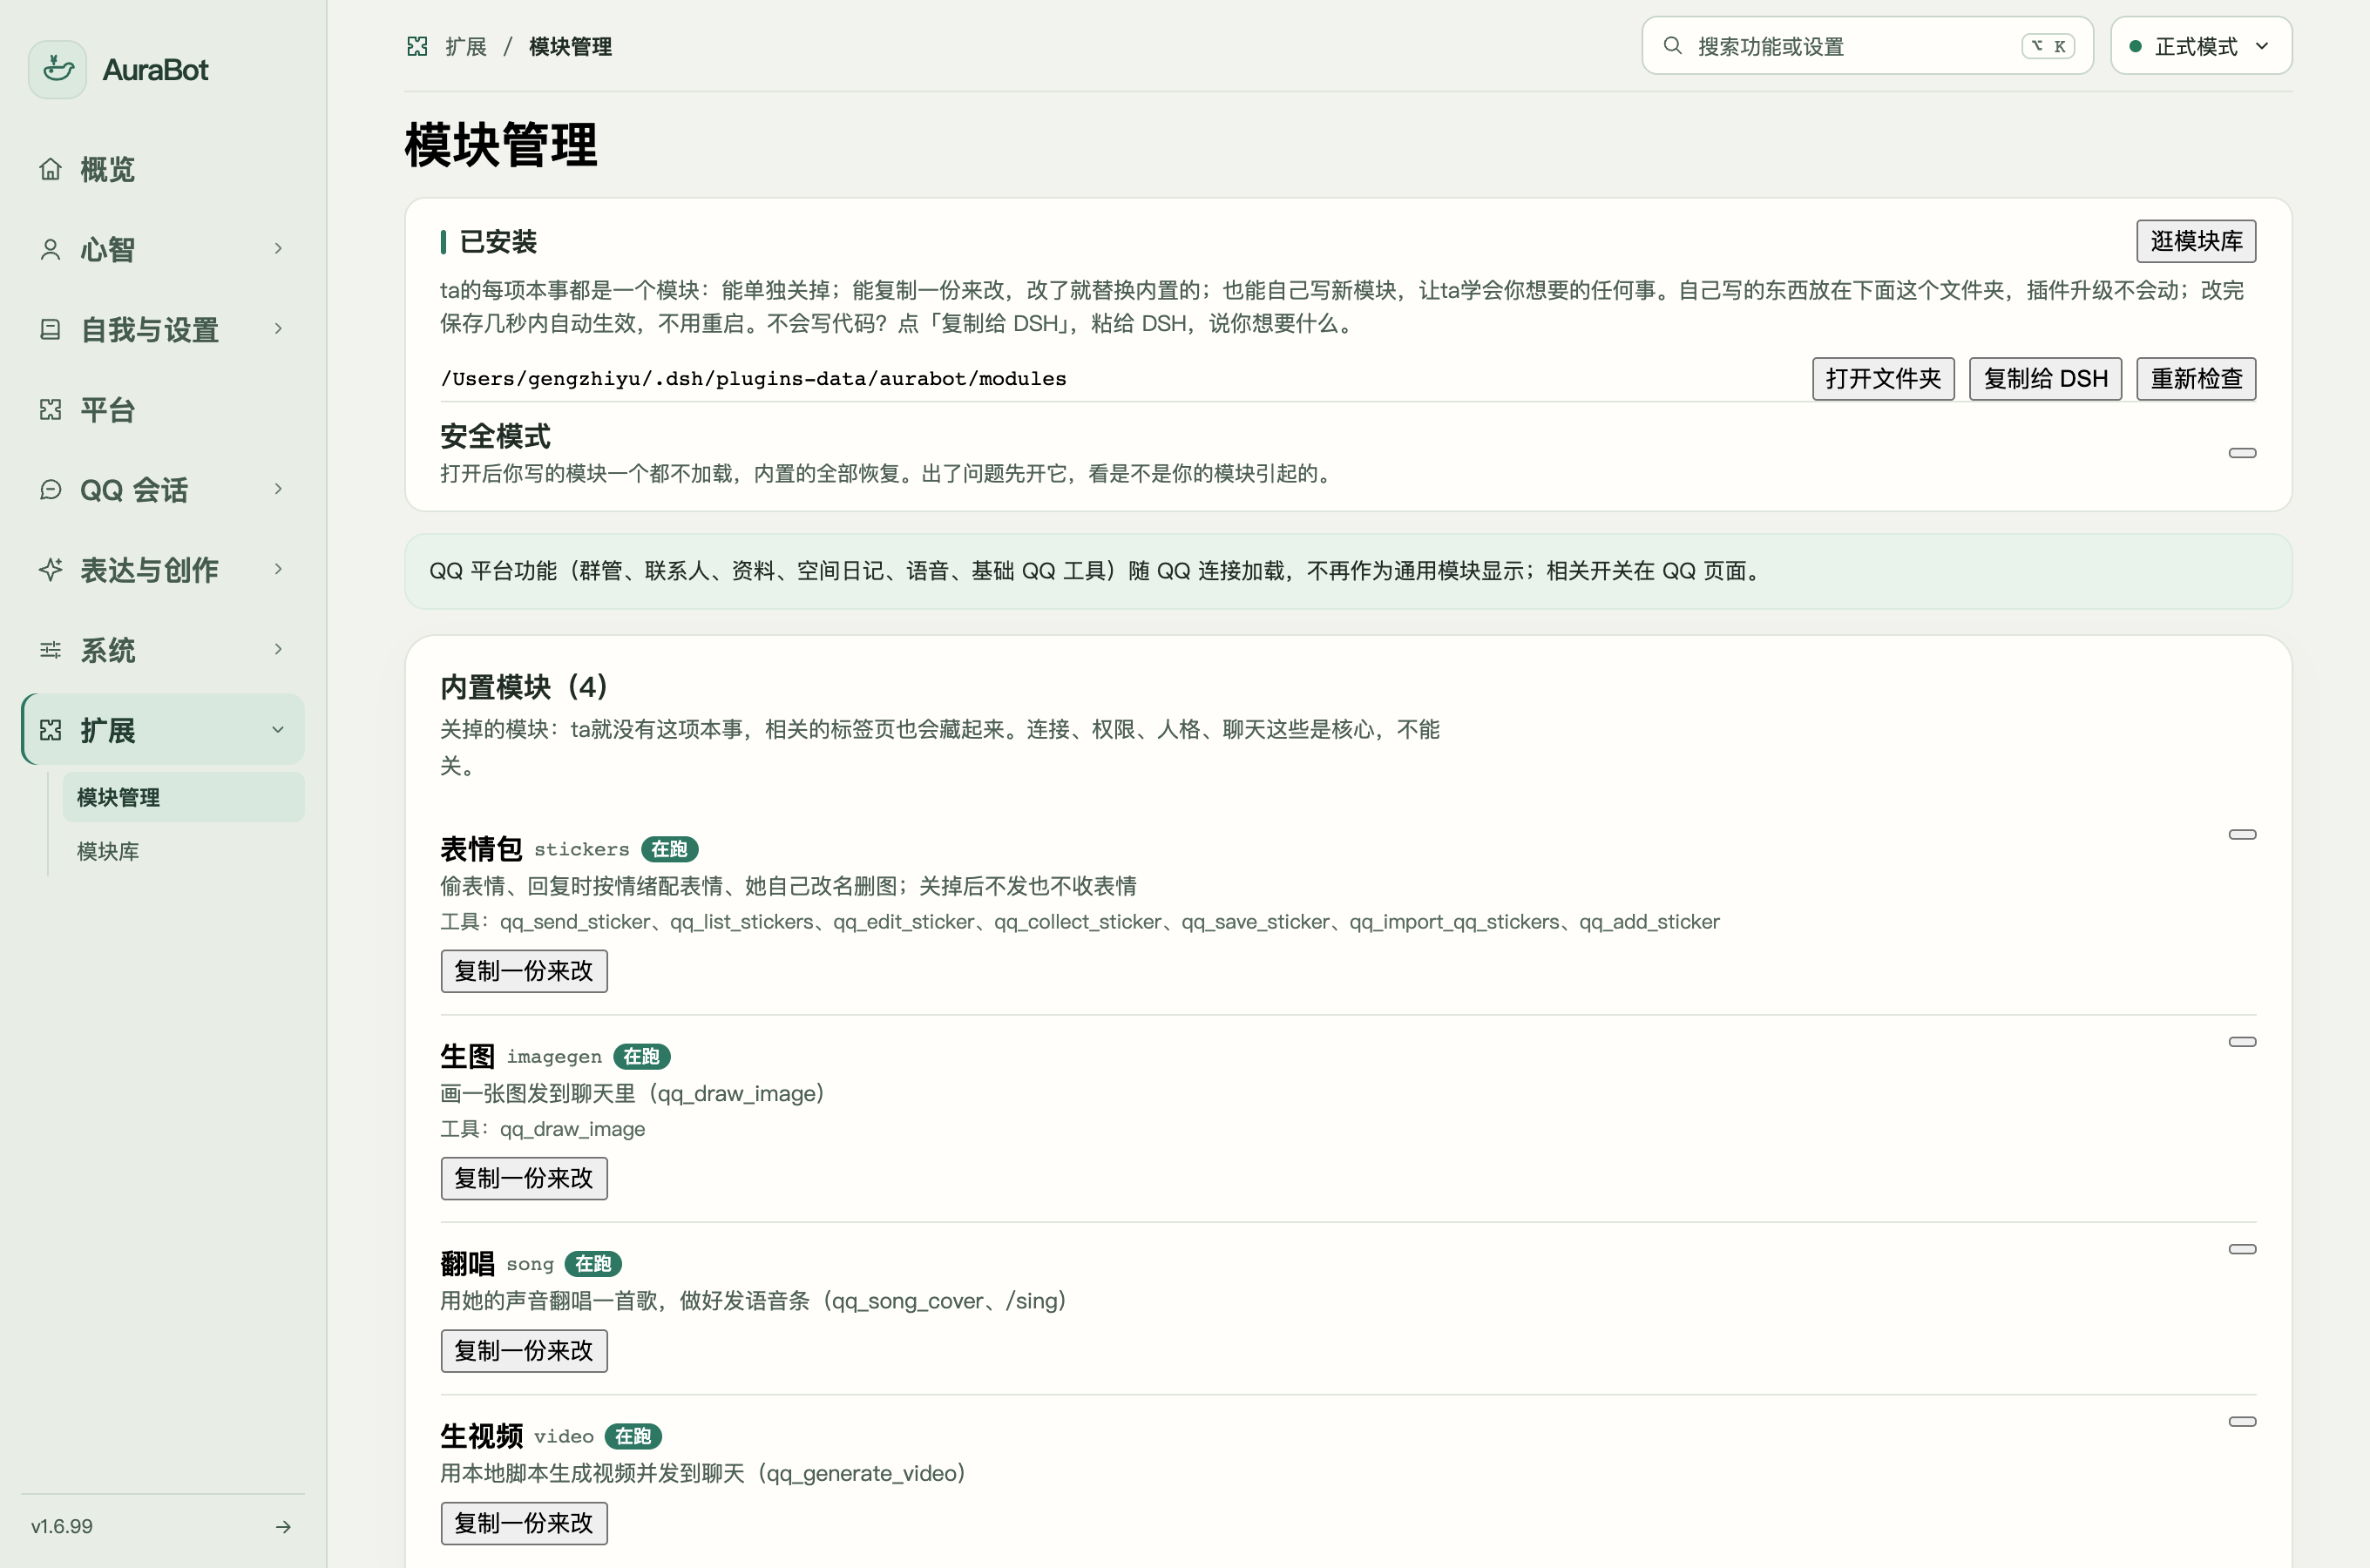 AuraBot
概览
心智
自我与设置
平台
QQ 会话
表达与创作
系统
扩展
模块管理
模块库
v1.6.99
扩展 / 模块管理
搜索功能或设置
⌥ K
正式模式
模块管理
已安装
逛模块库
ta的每项本事都是一个模块：能单独关掉；能复制一份来改，改了就替换内置的；也能自己写新模块，让ta学会你想要的任何事。自己写的东西放在下面这个文件夹，插件升级不会动；改完
保存几秒内自动生效，不用重启。不会写代码？点「复制给 DSH」，粘给 DSH，说你想要什么。
/Users/gengzhiyu/.dsh/plugins-data/aurabot/modules
打开文件夹
复制给 DSH
重新检查
安全模式
打开后你写的模块一个都不加载，内置的全部恢复。出了问题先开它，看是不是你的模块引起的。
QQ 平台功能（群管、联系人、资料、空间日记、语音、基础 QQ 工具）随 QQ 连接加载，不再作为通用模块显示；相关开关在 QQ 页面。
内置模块（4）
关掉的模块：ta就没有这项本事，相关的标签页也会藏起来。连接、权限、人格、聊天这些是核心，不能
关。
表情包 stickers 在跑
偷表情、回复时按情绪配表情、她自己改名删图；关掉后不发也不收表情
工具：qq_send_sticker、qq_list_stickers、qq_edit_sticker、qq_collect_sticker、qq_save_sticker、qq_import_qq_stickers、qq_add_sticker
复制一份来改
生图 imagegen 在跑
画一张图发到聊天里（qq_draw_image）
工具：qq_draw_image
复制一份来改
翻唱 song 在跑
用她的声音翻唱一首歌，做好发语音条（qq_song_cover、/sing）
复制一份来改
生视频 video 在跑
用本地脚本生成视频并发到聊天（qq_generate_video）
复制一份来改